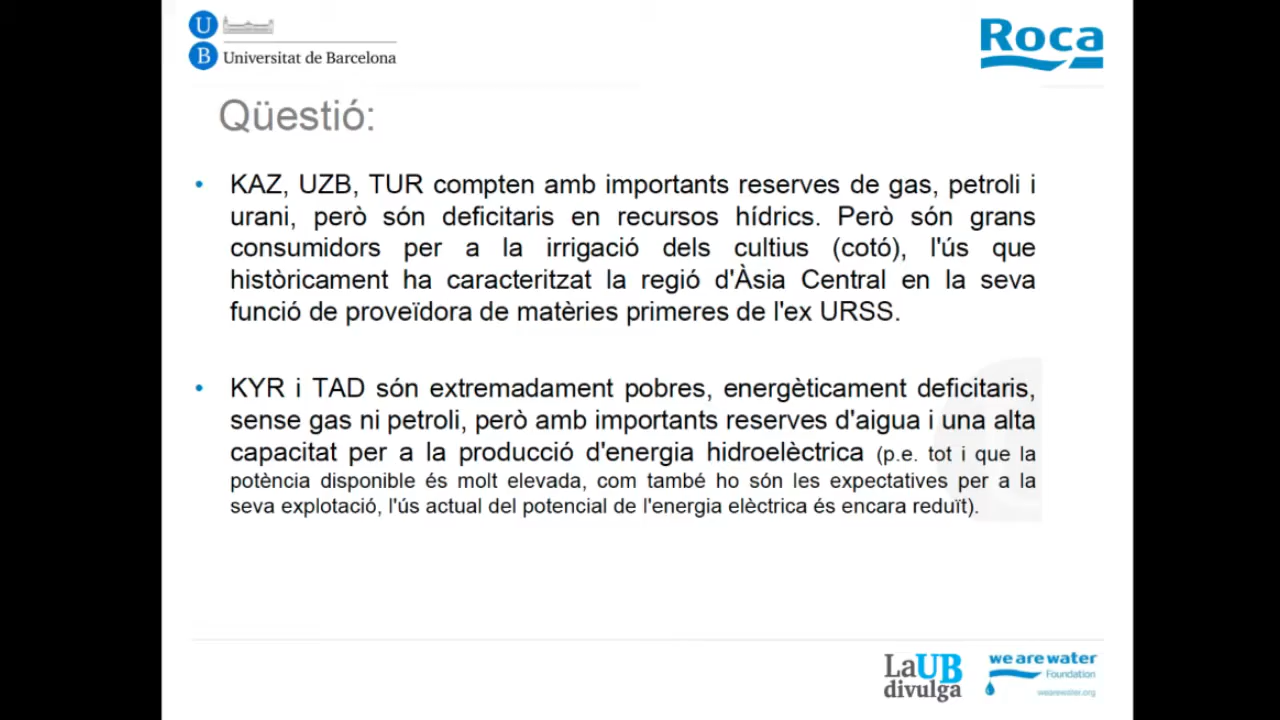 U
B Universitat de Barcelona
Roca
Qüestió:
• KAZ, UZB, TUR compten amb importants reserves de gas, petroli i
urani, però són deficitaris en recursos hídrics. Però són grans
consumidors per a la irrigació dels cultius (cotó), l'ús que
històricament ha caracteritzat la regió d'Àsia Central en la seva
funció de proveïdora de matèries primeres de l'ex URSS.
• KYR i TAD són extremadament pobres, energèticament deficitaris,
sense gas ni petroli, però amb importants reserves d'aigua i una alta
capacitat per a la producció d'energia hidroelèctrica (p.e. tot i que la
potència disponible és molt elevada, com també ho són les expectatives per a la
seva explotació, l'ús actual del potencial de l'energia elèctrica és encara reduït).
La UB
divulga
we are water
Foundation
wearewater.org